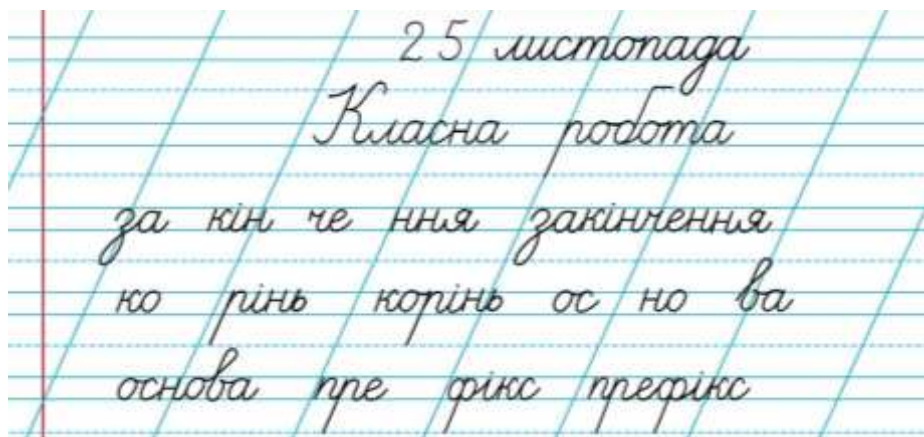 25 листопада
Класна робота
за кін че ння закінчення
ко рінь корінь ос но ва
основа пре фікс префікс